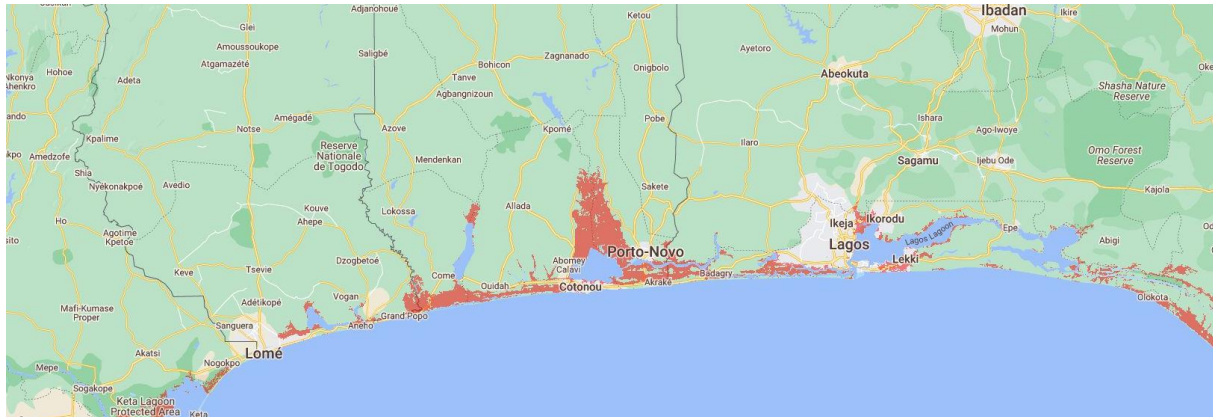 Adjanohoué
Ketou
Ibadan
Ikire
Mohun
Glei
Amoussoukope
Saligbé
Zagnanado
Ayetoro
Hohoe
Atgamazété
Bohicon
Onigbolo
Adeta
Tanve
Abeokuta
Agbangnizoun
Shasha Nature
Reserve
Amégadé
Azove
Kpomé
Pobe
Ishara
Notse
Ago-Iwoye
Kpalime
Reserve
Nationale
de Togodo
Ilaro
Omo Forest
Reserve
Amedzofe
Mendenkan
Sagamu
Ijebu Ode
Shia
Nyékonakpoé
Avedio
Sakete
Kajola
Kouve
Lokossa
Allada
Ho
Ahepe
Ikeja
Ikorodu
Agotime
Kpetoe
Lagos
Lagos Lagoon
Epe
Abigi
Porto-Novo
Dzogbetoé
Abomey
Calavi
Lekki
Keve
Tsevie
Come
Badagry
Ouidah
Cotonou
Akrake
Vogan
Adétikopé
Olokota
Mafi-Kumase
Proper
Grand Popo
Aneho
Sanguera
Akatsi
Lomé
Nogokpo
Mepe
Sogakope
Keta Lagoon
Protected Area
Keta